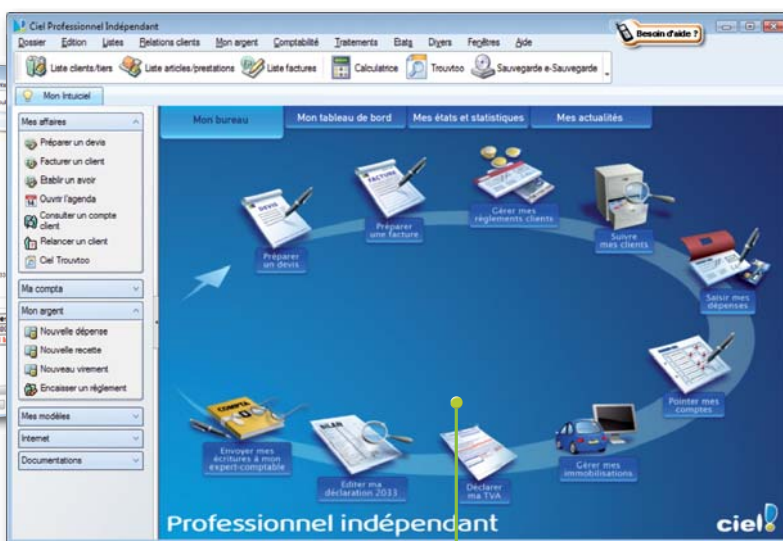 Ciel Professionnel Indépendant
Besoin d'aide ?
Dossier Edition Listes Relations clients Mon argent Comptabilité Traitements Etats Divers Fenêtres Aide
Liste clients/tiers Liste articles/prestations Liste factures Calculatrice Trouvtoo Sauvegarde e-Sauvegarde
Mon Intuiciel
Mes affaires
Préparer un devis
Facturer un client
Etablir un avoir
Ouvrir l'agenda
Consulter un compte
client
Relancer un client
Ciel Trouvtoo
Ma compta
Mon argent
Nouvelle dépense
Nouvelle recette
Nouveau virement
Encaisser un règlement
Mes modèles
Internet
Documentations
Mon bureau Mon tableau de bord Mes états et statistiques Mes actualités
DEVIS
Préparer
un devis
FACTURE
Préparer
une facture
Gérer mes
règlements clients
Suivre
mes clients
Saisir mes
dépenses
Pointer mes
comptes
Gérer mes
immobilisations
Déclarer
ma TVA
BILAN
Editer ma
déclaration 2033
COMPTA
Envoyer mes
écritures à mon
expert-comptable
Professionnel indépendant
ciel!